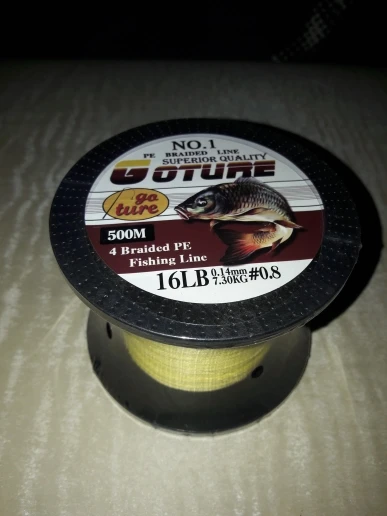 NO.1
PE BRAIDED LINE
SUPERIOR QUALITY
GOTURE
go
ture
500M
4 Braided PE
Fishing Line
16LB 0.14mm #0.8
7.30KG